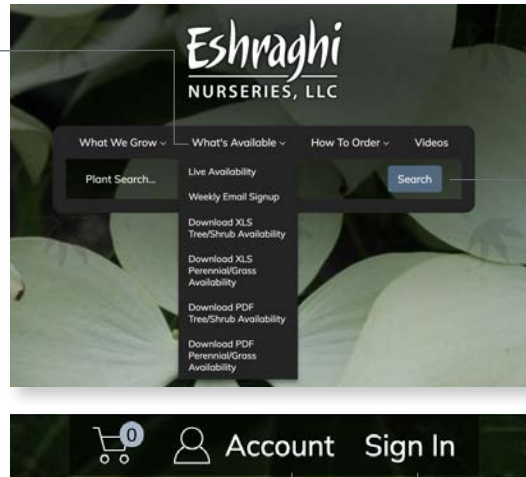 Eshraghi
NURSERIES, LLC
What We Grow What's Available How To Order Videos
Plant Search... Search
Live Availability
Weekly Email Signup
Download XLS
Tree/Shrub Availability
Download XLS
Perennial/Grass
Availability
Download PDF
Tree/Shrub Availability
Download PDF
Perennial/Grass
Availability
0 Account Sign In